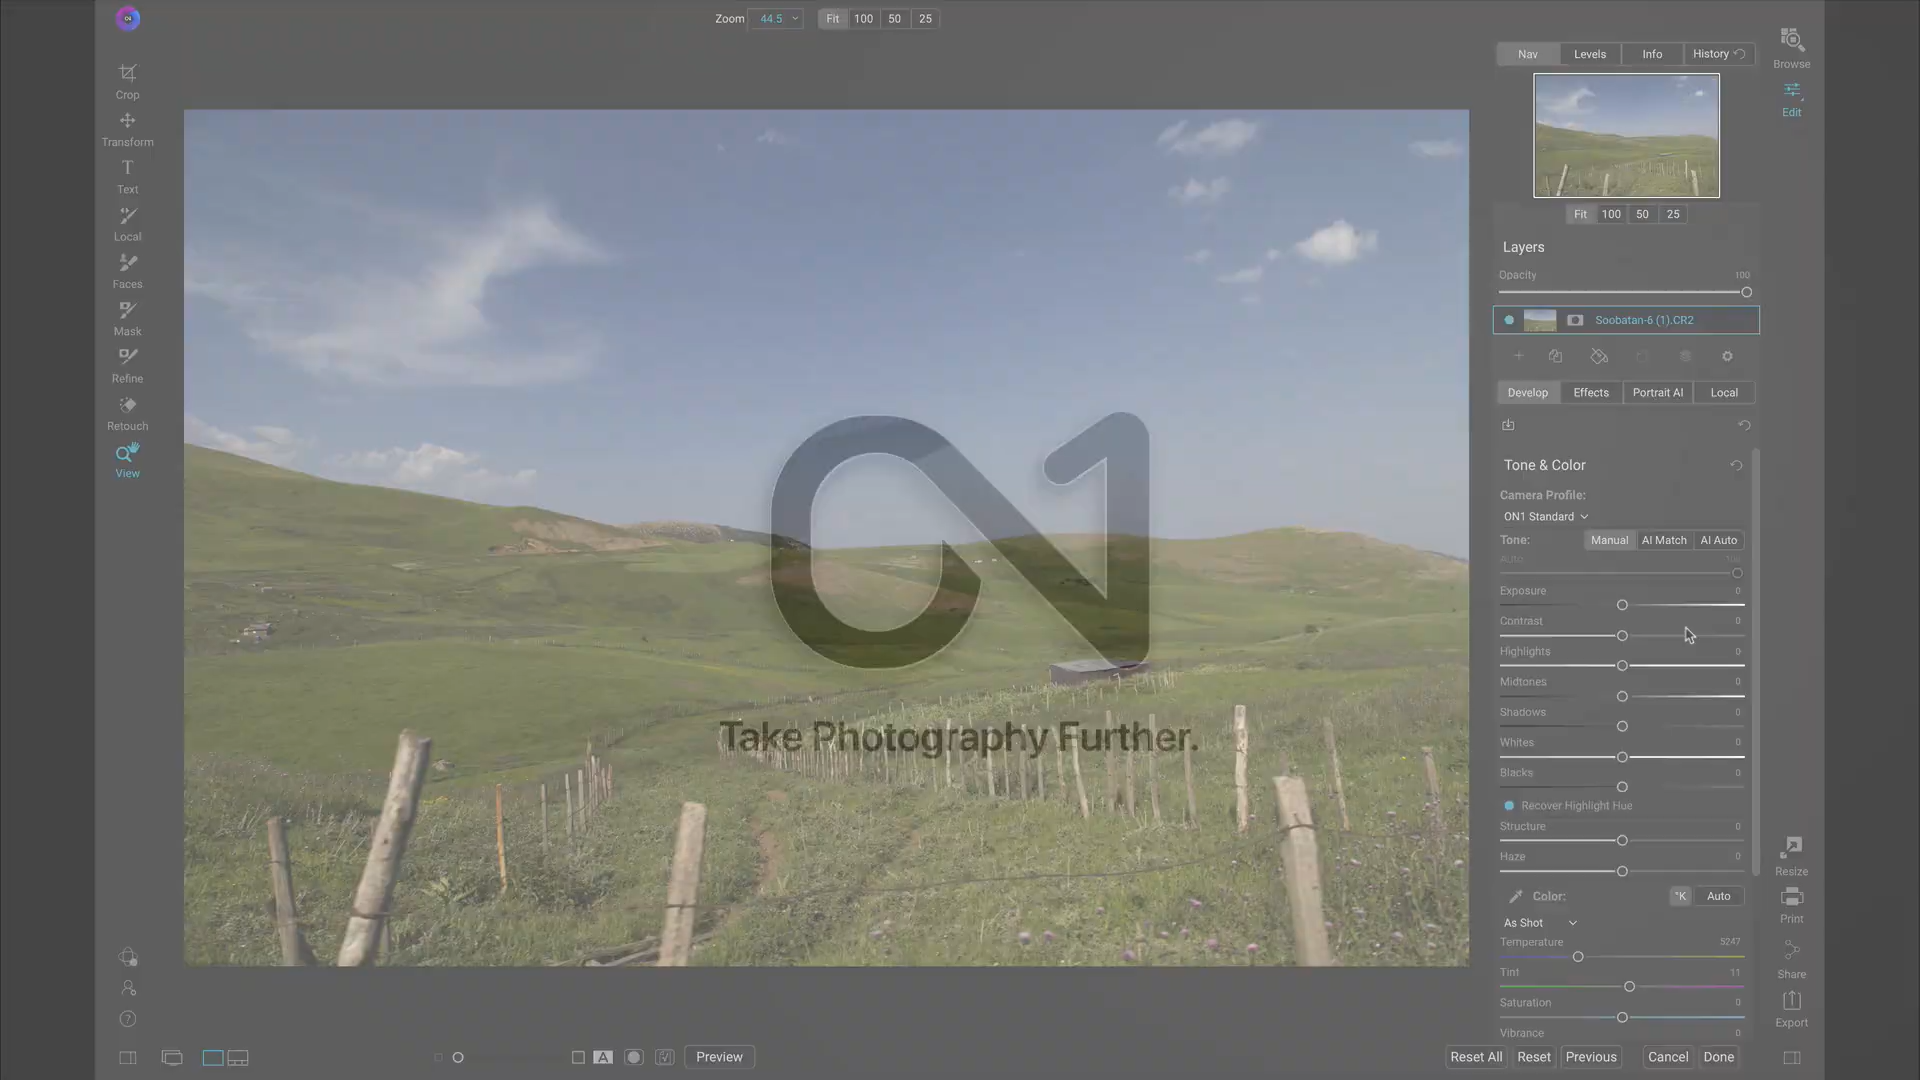 Zoom 44.5 Fit 100 50 25
Crop
Transform
Text
Local
Faces
Mask
Refine
Retouch
View
ON1
Take Photography Further.
Nav Levels Info History
Fit 100 50 25
Layers
Opacity 100
Soobatan-6 (1).CR2
Develop Effects Portrait AI Local
Tone & Color
Camera Profile:
ON1 Standard
Tone: Manual AI Match AI Auto
Auto 100
Exposure 0
Contrast 0
Highlights 0
Midtones 0
Shadows 0
Whites 0
Blacks 0
Recover Highlight Hue
Structure 0
Haze 0
Color: °K Auto
As Shot
Temperature 5247
Tint 11
Saturation 0
Vibrance 0
Browse
Edit
Resize
Print
Share
Export
A Preview
Reset All Reset Previous Cancel Done